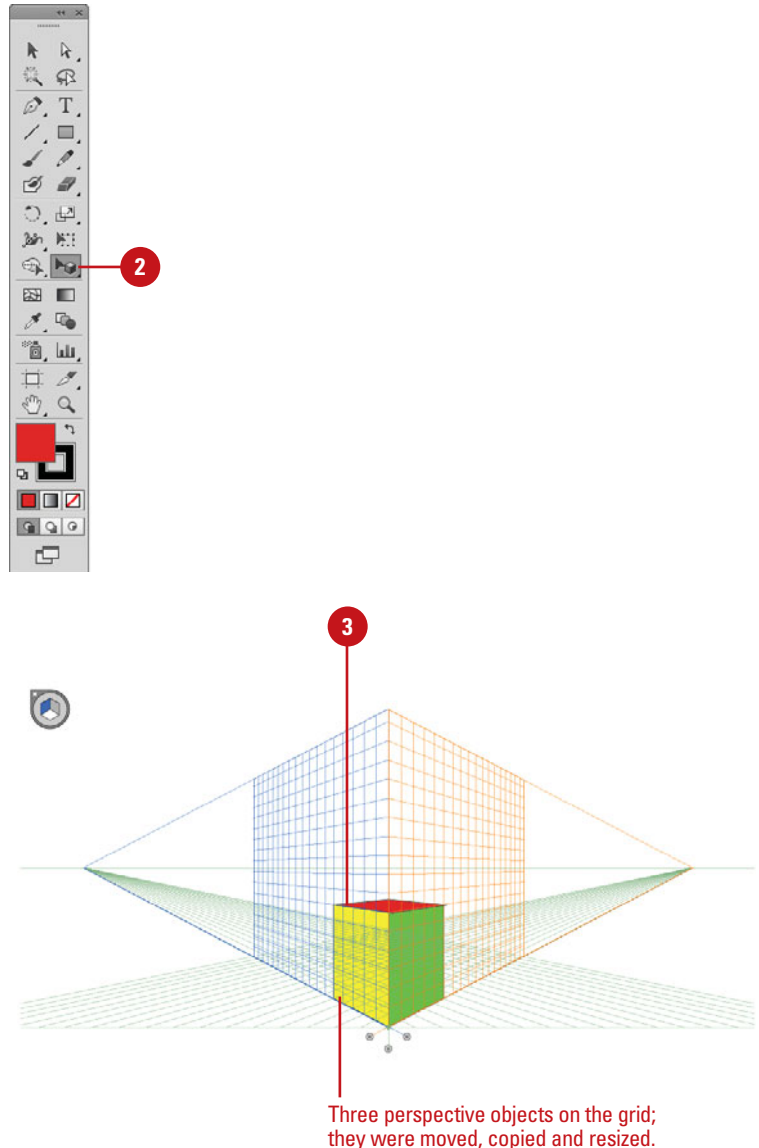 2
3
Three perspective objects on the grid;
they were moved, copied and resized.